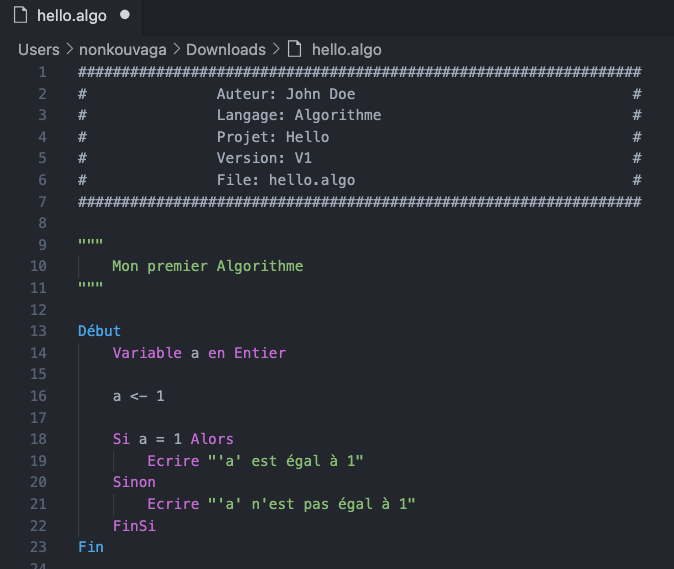 hello.algo
Users > nonkouvaga > Downloads > hello.algo
1 #################################################################
2 # Auteur: John Doe #
3 # Langage: Algorithme #
4 # Projet: Hello #
5 # Version: V1 #
6 # File: hello.algo #
7 #################################################################
8
9 """
10 Mon premier Algorithme
11 """
12
13 Début
14 Variable a en Entier
15
16 a <- 1
17
18 Si a = 1 Alors
19 Ecrire "'a' est égal à 1"
20 Sinon
21 Ecrire "'a' n'est pas égal à 1"
22 FinSi
23 Fin
24